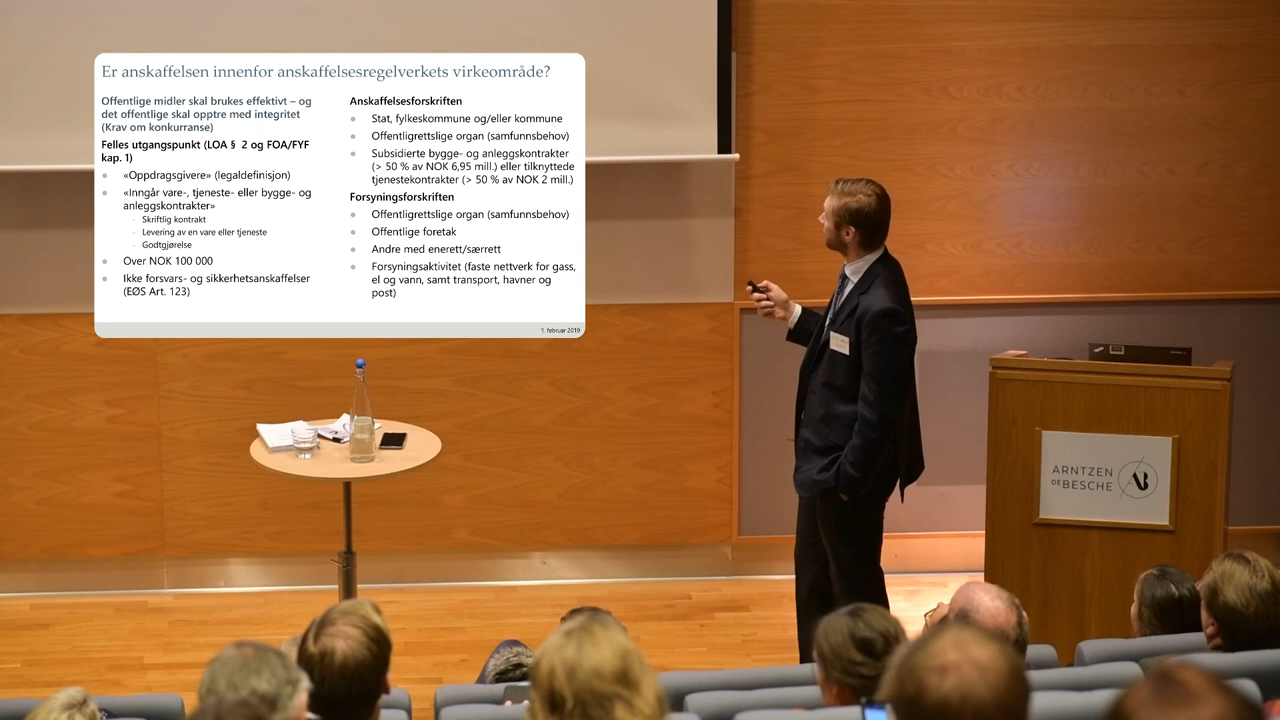 Er anskaffelsen innenfor anskaffelsesregelverkets virkeområde?
Offentlige midler skal brukes effektivt – og
det offentlige skal opptre med integritet
(Krav om konkurranse)
Felles utgangspunkt (LOA § 2 og FOA/FYF
kap. 1)
«Oppdragsgivere» (legaldefinisjon)
«Inngår vare-, tjeneste- eller bygge- og
anleggskontrakter»
Skriftlig kontrakt
Levering av en vare eller tjeneste
Godtgjørelse
Over NOK 100 000
Ikke forsvars- og sikkerhetsanskaffelser
(EØS Art. 123)
Anskaffelsesforskriften
Stat, fylkeskommune og/eller kommune
Offentligrettslige organ (samfunnsbehov)
Subsidierte bygge- og anleggskontrakter
(> 50 % av NOK 6,95 mill.) eller tilknyttede
tjenestekontrakter (> 50 % av NOK 2 mill.)
Forsyningsforskriften
Offentligrettslige organ (samfunnsbehov)
Offentlige foretak
Andre med enerett/særrett
Forsyningsaktivitet (faste nettverk for gass,
el og vann, samt transport, havner og
post)
1. februar 2019
ARNTZEN
DE BESCHE
AB